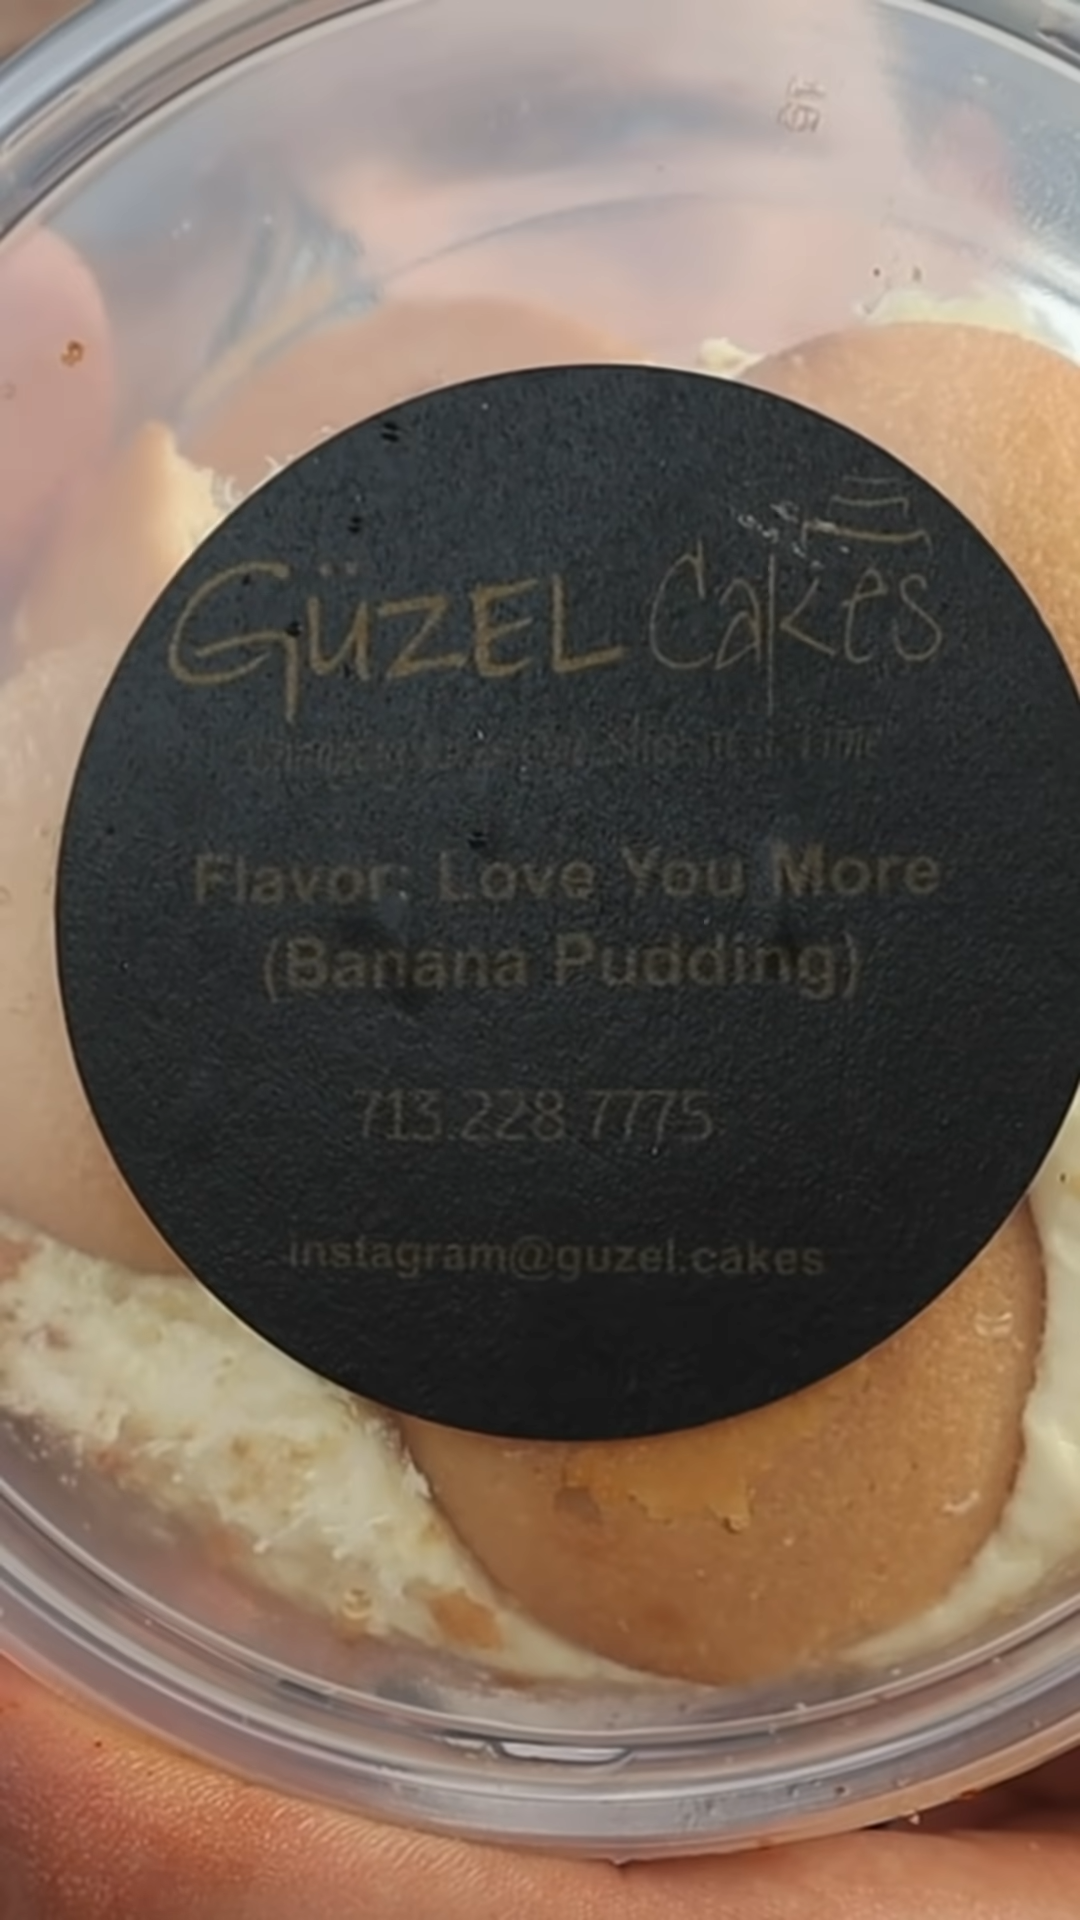 GÜZEL Cakes
Flavor: Love You More
(Banana Pudding)
713.228.7775
instagram@guzel.cakes